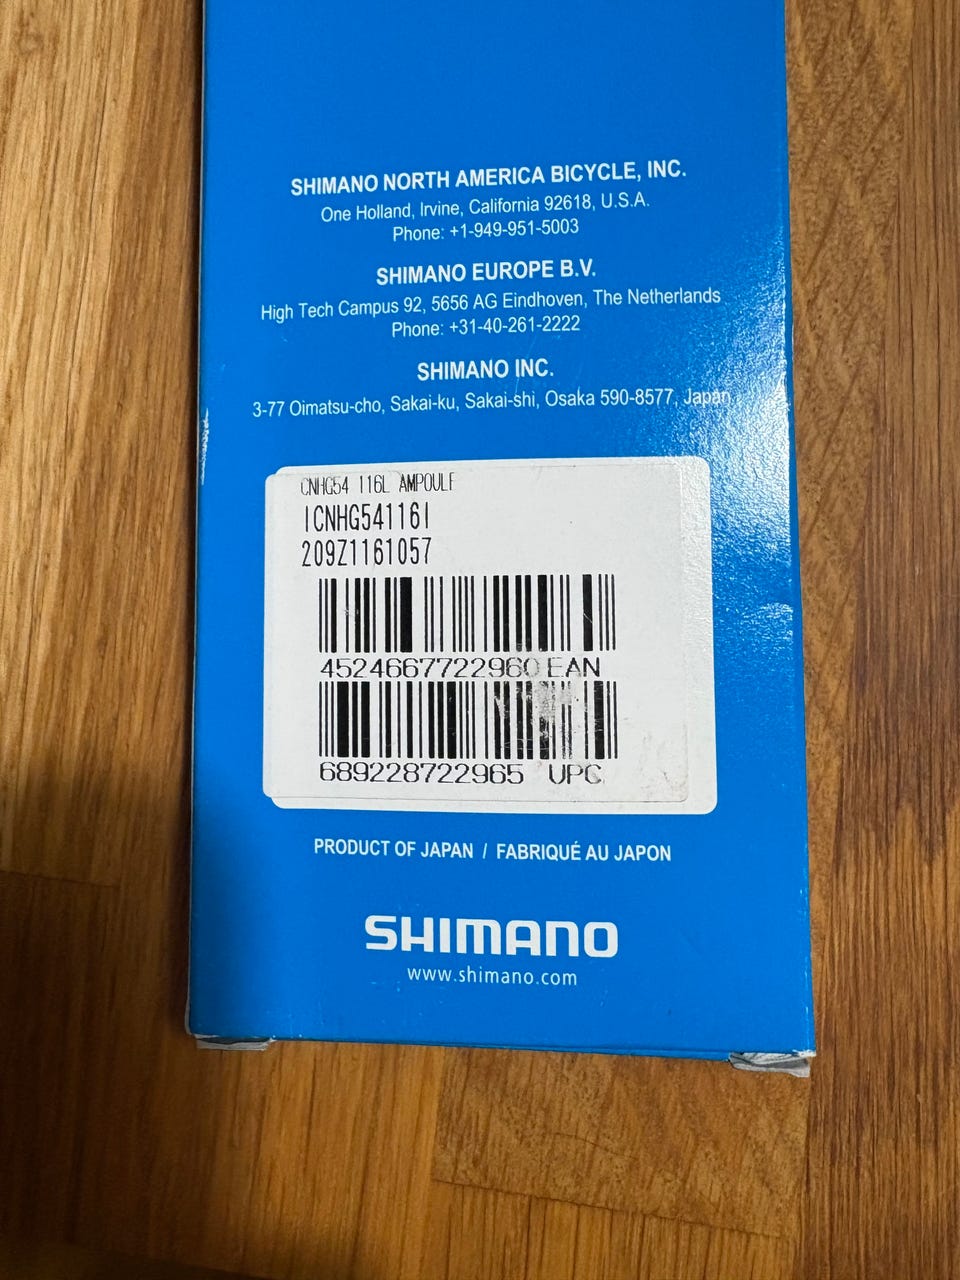 SHIMANO NORTH AMERICA BICYCLE, INC.
One Holland, Irvine, California 92618, U.S.A.
Phone: +1-949-951-5003
SHIMANO EUROPE B.V.
High Tech Campus 92, 5656 AG Eindhoven, The Netherlands
Phone: +31-40-261-2222
SHIMANO INC.
3-77 Oimatsu-cho, Sakai-ku, Sakai-shi, Osaka 590-8577, Japan
CNHG54 116L AMPOULE
ICNHG54116I
209Z1161057
4524667722960 EAN
689228722965 UPC
PRODUCT OF JAPAN / FABRIQUÉ AU JAPON
SHIMANO
www.shimano.com